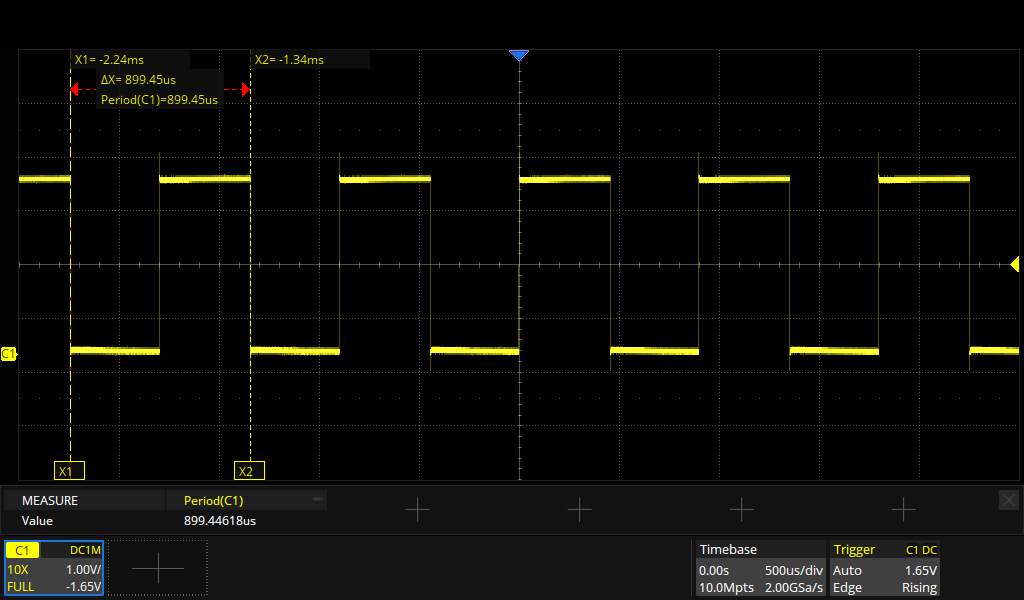 X1= -2.24ms
X2= -1.34ms
ΔX= 899.45us
Period(C1)=899.45us
C1
X1
X2
MEASURE Period(C1)
Value 899.44618us
C1 DC1M
10X 1.00V/
FULL -1.65V
Timebase
0.00s 500us/div
10.0Mpts 2.00GSa/s
Trigger C1 DC
Auto 1.65V
Edge Rising